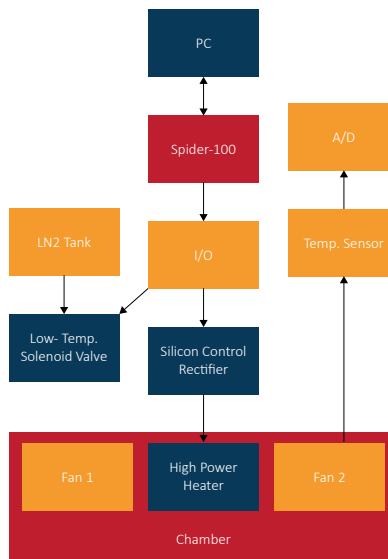 PC
Spider-100
A/D
LN2 Tank
I/O
Temp. Sensor
Low- Temp.
Solenoid Valve
Silicon Control
Rectifier
Fan 1
High Power
Heater
Fan 2
Chamber